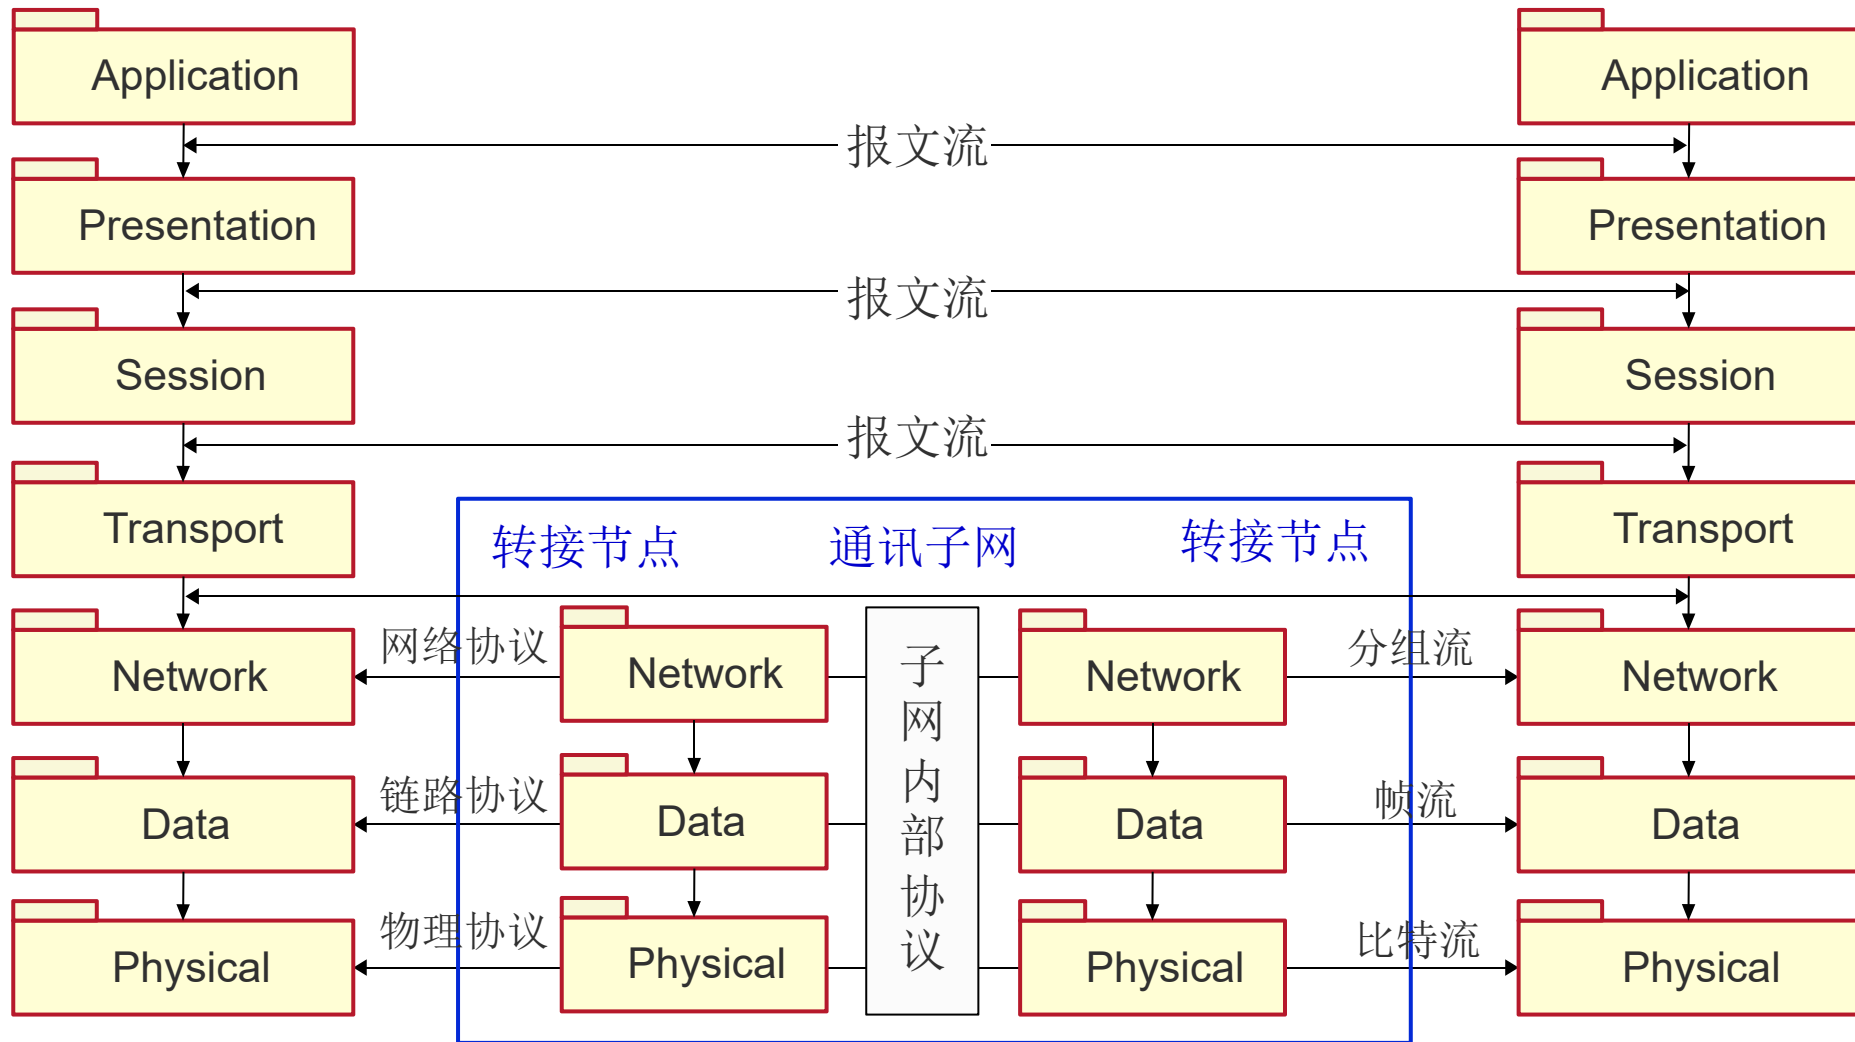 Application
Application
报文流
Presentation
Presentation
报文流
Session
Session
报文流
Transport
转接节点
通讯子网
转接节点
Transport
Network
网络协议
Network
子网内部协议
Network
分组流
Network
Data
链路协议
Data
Data
帧流
Data
Physical
物理协议
Physical
Physical
比特流
Physical